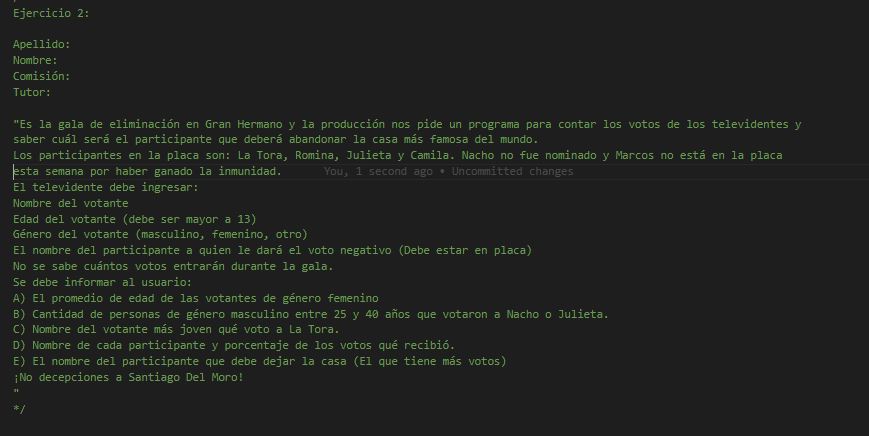 Ejercicio 2:
Apellido:
Nombre:
Comisión:
Tutor:
"Es la gala de eliminación en Gran Hermano y la producción nos pide un programa para contar los votos de los televidentes y
saber cuál será el participante que deberá abandonar la casa más famosa del mundo.
Los participantes en la placa son: La Tora, Romina, Julieta y Camila. Nacho no fue nominado y Marcos no está en la placa
esta semana por haber ganado la inmunidad. You, 1 second ago • Uncommitted changes
El televidente debe ingresar:
Nombre del votante
Edad del votante (debe ser mayor a 13)
Género del votante (masculino, femenino, otro)
El nombre del participante a quien le dará el voto negativo (Debe estar en placa)
No se sabe cuántos votos entrarán durante la gala.
Se debe informar al usuario:
A) El promedio de edad de las votantes de género femenino
B) Cantidad de personas de género masculino entre 25 y 40 años que votaron a Nacho o Julieta.
C) Nombre del votante más joven qué voto a La Tora.
D) Nombre de cada participante y porcentaje de los votos qué recibió.
E) El nombre del participante que debe dejar la casa (El que tiene más votos)
¡No decepciones a Santiago Del Moro!
"
*/